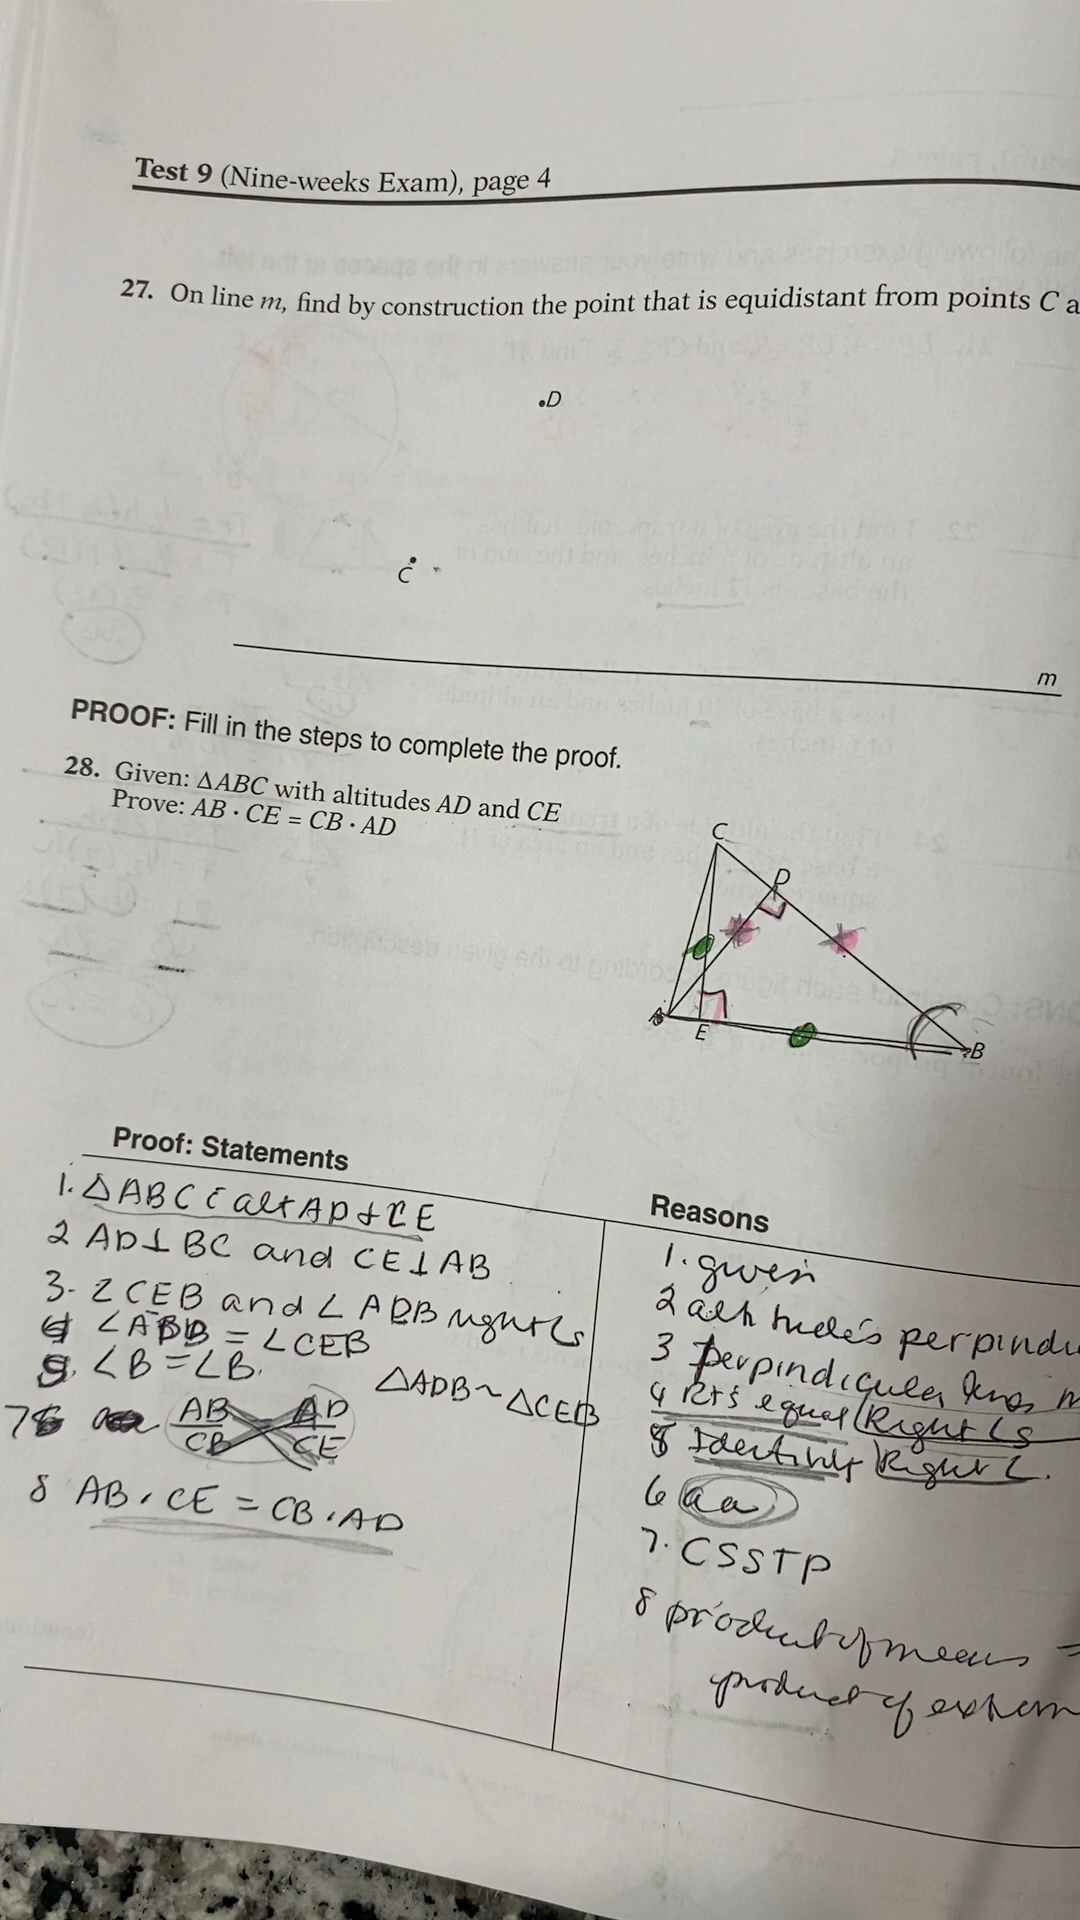 Test 9 (Nine-weeks Exam), page 4
27. On line m, find by construction the point that is equidistant from points C a
D
C
m
PROOF: Fill in the steps to complete the proof.
28. Given: △ABC with altitudes AD and CE
Prove: AB · CE = CB · AD
C
D
A
E
B
Proof: Statements
Reasons
1. △ABC alt AD + CE
1. given
2 AD ⊥ BC and CE ⊥ AB
2 perpindi
3. ∠CEB and ∠ADB right ∠s
3 perpindicular
4 = ∠CEB
4 Rt ∠s equal Right ∠s
5. ∠B = ∠B.
5 Identity Right ∠.
△ADB ~ △CEB
6 aa
7 AB/CB AD/CE
7. CSSTP
8 AB · CE = CB · AD
8 product of means =
product of extrem